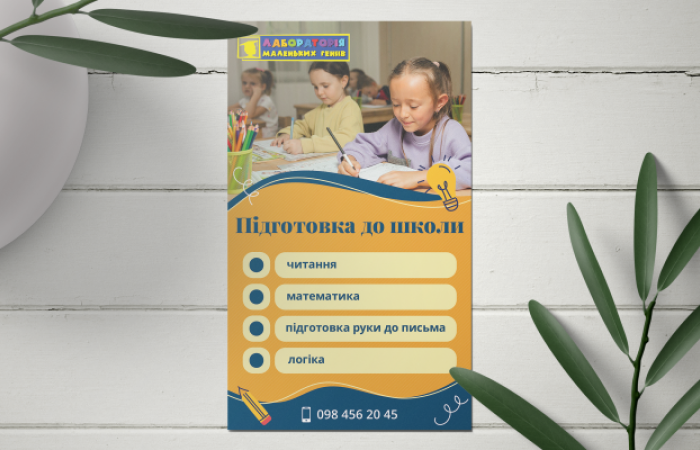 ЛАБОРАТОРІЯ
МАЛЕНЬКИХ ГЕНІЇВ
Підготовка до школи
читання
математика
підготовка руки до письма
логіка
098 456 20 45